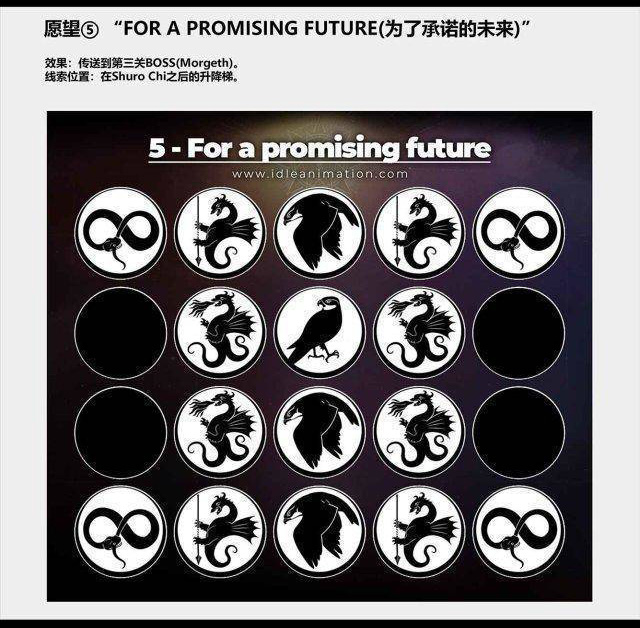 愿望⑤ “FOR A PROMISING FUTURE(为了承诺的未来)”
效果：传送到第三关BOSS(Morgeth)。
线索位置：在Shuro Chi之后的升降梯。
5 - For a promising future
www.idleanimation.com